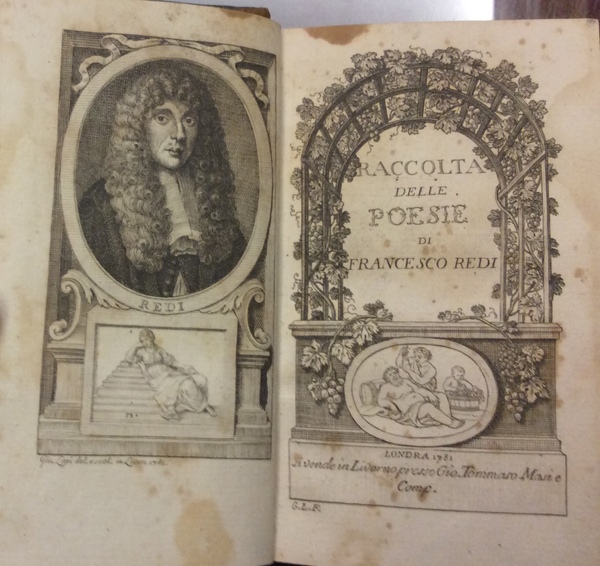 REDI
RACCOLTA
DELLE
POESIE
DI
FRANCESCO REDI
LONDRA 1781
Si vende in Livorno presso Gio. Tommaso Masi e
Comp.
G.L.F.